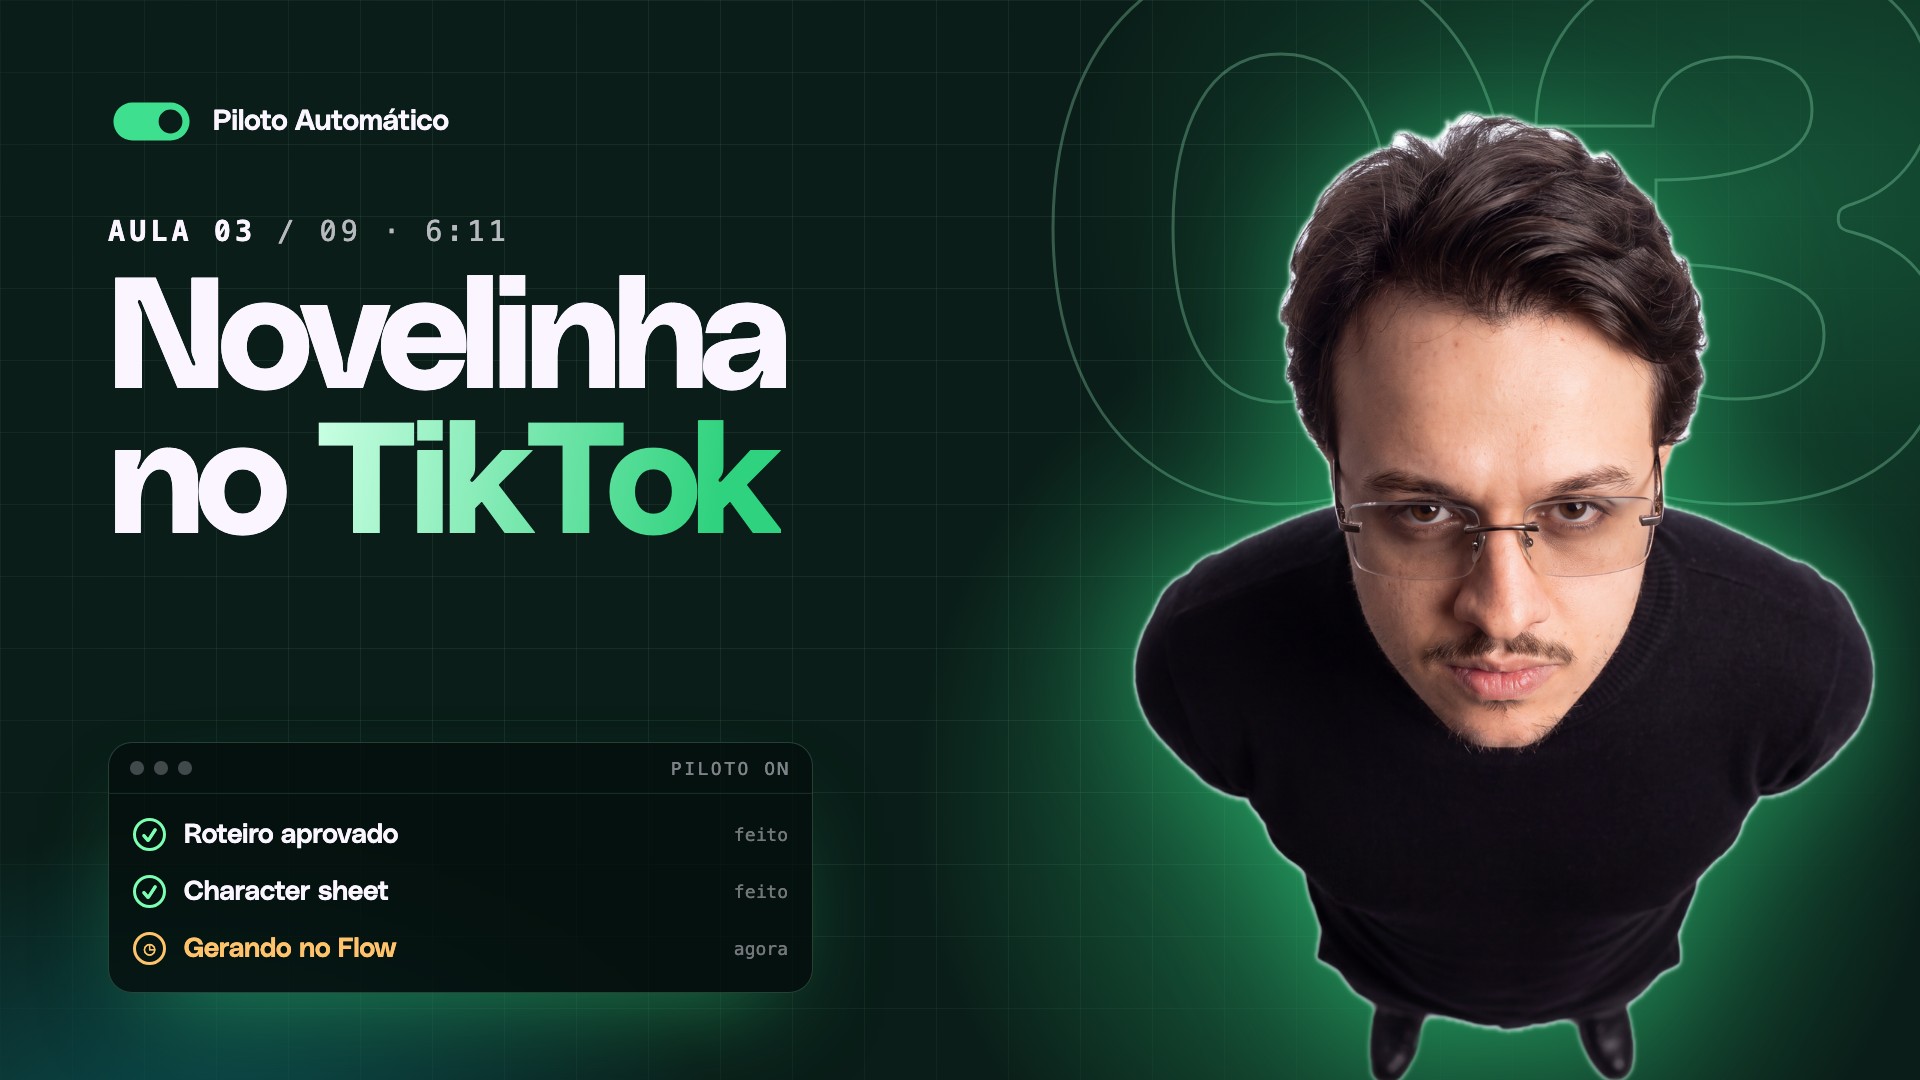 03
Piloto Automático
AULA 03 / 09 · 6:11
Novelinha
no TikTok
PILOTO ON
Roteiro aprovado feito
Character sheet feito
Gerando no Flow agora